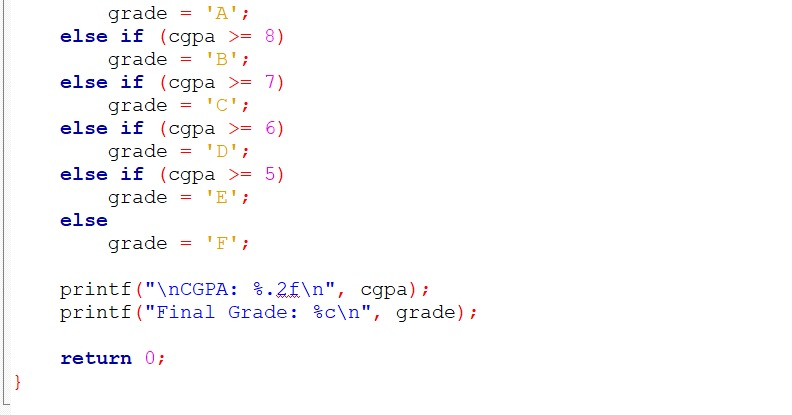 grade = 'A';
else if (cgpa >= 8)
grade = 'B';
else if (cgpa >= 7)
grade = 'C';
else if (cgpa >= 6)
grade = 'D';
else if (cgpa >= 5)
grade = 'E';
else
grade = 'F';
printf("\nCGPA: %.2f\n", cgpa);
printf("Final Grade: %c\n", grade);
return 0;
}